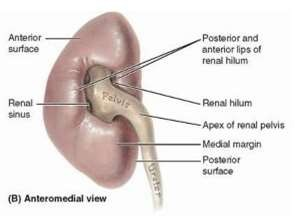 Anterior
surface
Posterior and
anterior lips of
renal hilum
Pelvis
Renal
sinus
Renal hilum
Apex of renal pelvis
Medial margin
Posterior
surface
Ureter
(B) Anteromedial view